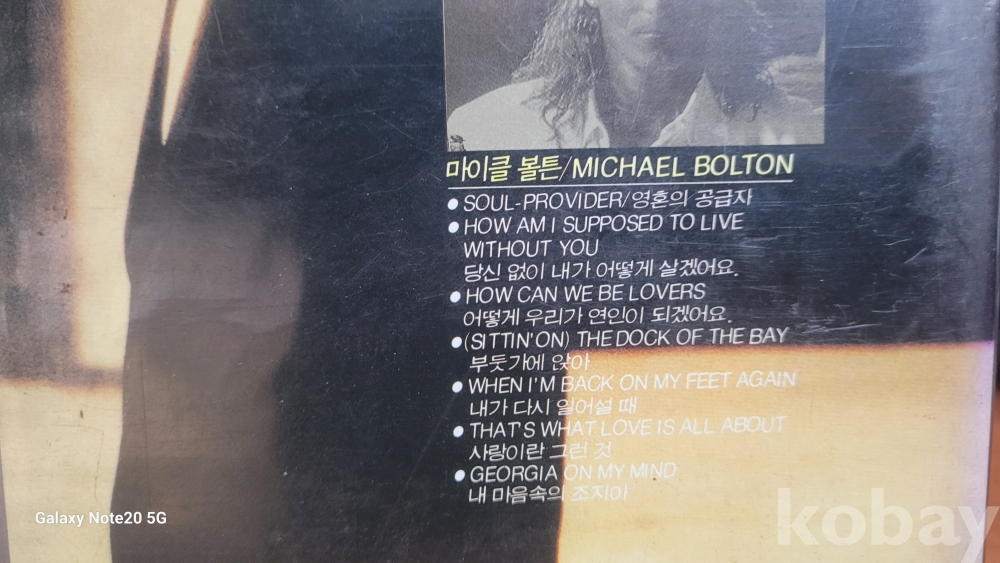 마이클 볼튼/MICHAEL BOLTON
● SOUL-PROVIDER/영혼의 공급자
● HOW AM I SUPPOSED TO LIVE
WITHOUT YOU
당신 없이 내가 어떻게 살겠어요.
● HOW CAN WE BE LOVERS
어떻게 우리가 연인이 되겠어요.
● (SITTIN'ON) THE DOCK OF THE BAY
부둣가에 앉아
● WHEN I'M BACK ON MY FEET AGAIN
내가 다시 일어설 때
● THAT'S WHAT LOVE IS ALL ABOUT
사랑이란 그런 것
● GEORGIA ON MY MIND
내 마음속의 조지아
Galaxy Note20 5G
kobay